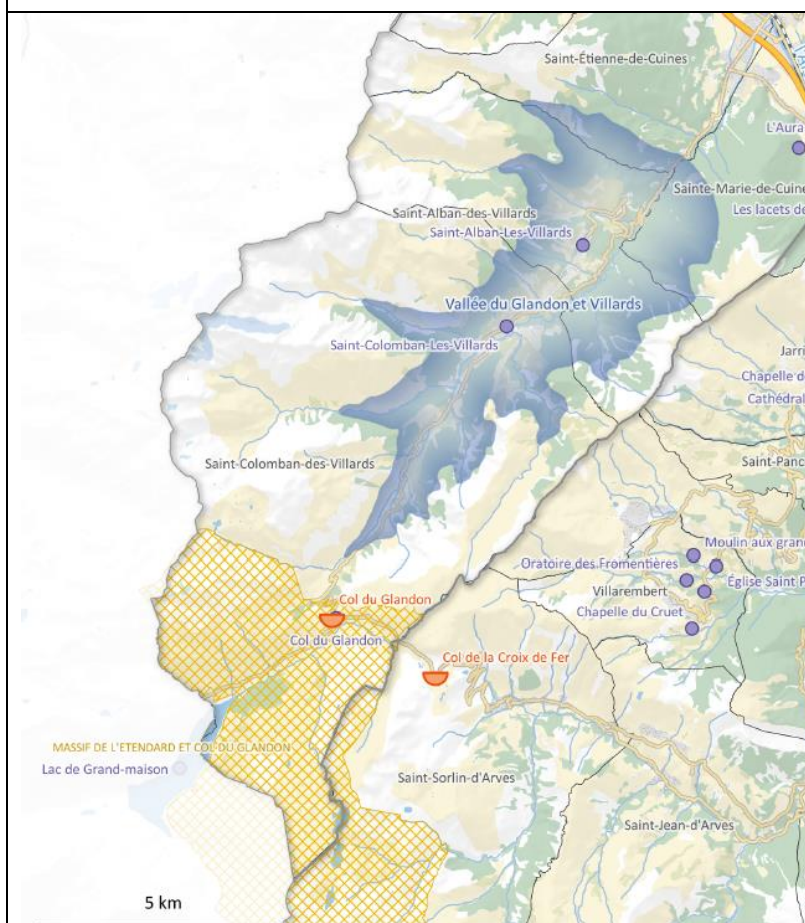 Saint-Étienne-de-Cuines
L'Aura
Sainte-Marie-de-Cuine
Les lacets de
Saint-Alban-des-Villards
Saint-Alban-Les-Villards
Vallée du Glandon et Villards
Saint-Colomban-Les-Villards
Jarri
Chapelle de
Cathédral
Saint-Colomban-des-Villards
Saint-Panc
Moulin aux grand
Oratoire des Fromentières
Église Saint P
Villarembert
Chapelle du Cruet
Col du Glandon
Col du Glandon
Col de la Croix de Fer
MASSIF DE L'ETENDARD ET COL DU GLANDON
Lac de Grand-maison
Saint-Sorlin-d'Arves
Saint-Jean-d'Arves
5 km